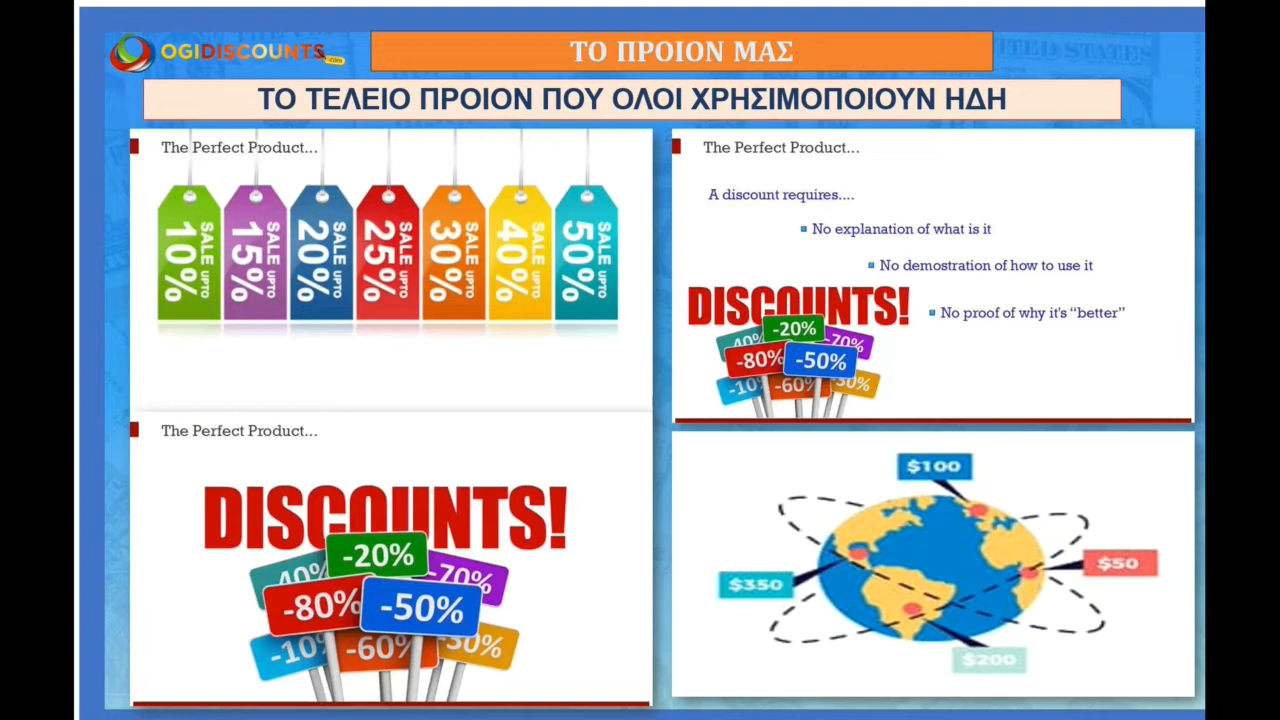 OGIDISCOUNTS
.com
ΤΟ ΠΡΟΙΟΝ ΜΑΣ
ΤΟ ΤΕΛΕΙΟ ΠΡΟΙΟΝ ΠΟΥ ΟΛΟΙ ΧΡΗΣΙΜΟΠΟΙΟΥΝ ΗΔΗ
The Perfect Product...
SALE UPTO 10%
SALE UPTO 15%
SALE UPTO 20%
SALE UPTO 25%
SALE UPTO 30%
SALE UPTO 40%
SALE UPTO 50%
The Perfect Product...
A discount requires....
No explanation of what is it
No demostration of how to use it
No proof of why it's “better”
DISCOUNTS!
-20%
40% -70%
-80% -50%
-10% -60% -30%
The Perfect Product...
DISCOUNTS!
-20%
40% -70%
-80% -50%
-10% -60% -30%
$100
$50
$350
$200